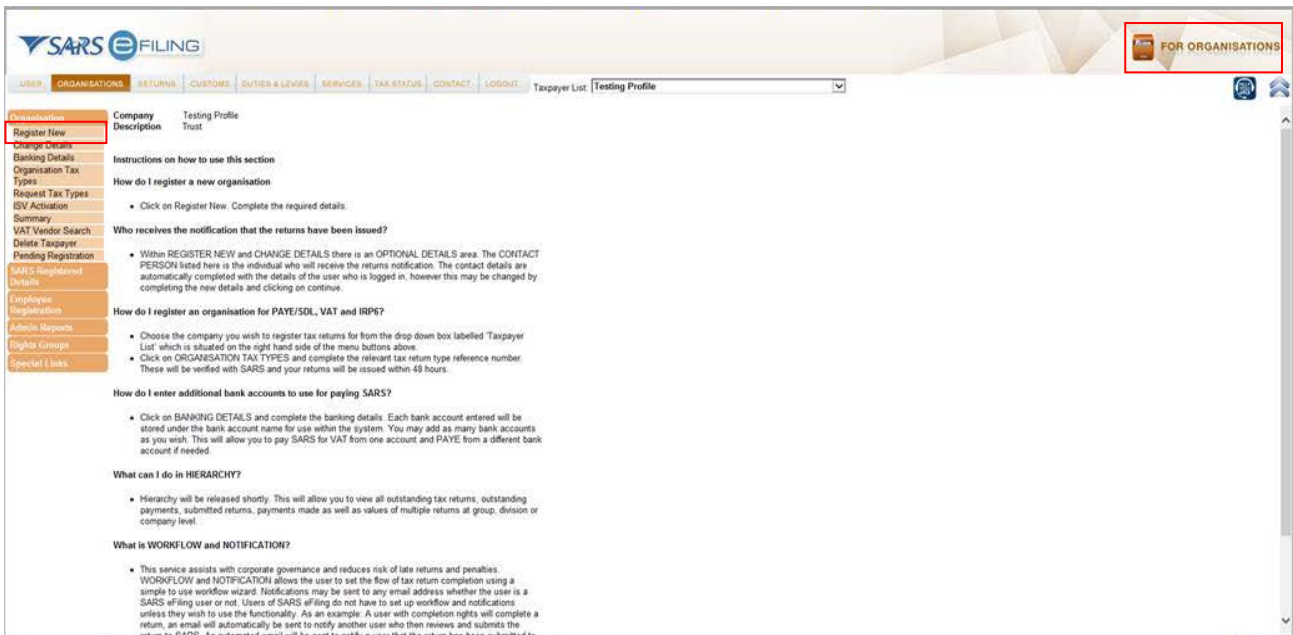 SARS eFILING
FOR ORGANISATIONS
USER ORGANISATIONS RETURNS CUSTOMS DUTIES & LEVIES SERVICES TAX STATUS CONTACT LOGOUT Taxpayer List: Testing Profile
Organisation
Register New
Change Details
Banking Details
Organisation Tax
Types
Request Tax Types
ISV Activation
Summary
VAT Vendor Search
Delete Taxpayer
Pending Registration
SARS Registered
Details
Employee
Registration
Admin Reports
Rights Groups
Special Links
Company Testing Profile
Description Trust
Instructions on how to use this section
How do I register a new organisation
• Click on Register New. Complete the required details.
Who receives the notification that the returns have been issued?
• Within REGISTER NEW and CHANGE DETAILS there is an OPTIONAL DETAILS area. The CONTACT
PERSON listed here is the individual who will receive the returns notification. The contact details are
automatically completed with the details of the user who is logged in, however this may be changed by
completing the new details and clicking on continue.
How do I register an organisation for PAYE/SDL, VAT and IRP6?
• Choose the company you wish to register tax returns for from the drop down box labelled 'Taxpayer
List' which is situated on the right hand side of the menu buttons above.
• Click on ORGANISATION TAX TYPES and complete the relevant tax return type reference number.
These will be verified with SARS and your returns will be issued within 48 hours.
How do I enter additional bank accounts to use for paying SARS?
• Click on BANKING DETAILS and complete the banking details. Each bank account entered will be
stored under the bank account name for use within the system. You may add as many bank accounts
as you wish. This will allow you to pay SARS for VAT from one account and PAYE from a different bank
account if needed.
What can I do in HIERARCHY?
• Hierarchy will be released shortly. This will allow you to view all outstanding tax returns, outstanding
payments, submitted returns, payments made as well as values of multiple returns at group, division or
company level.
What is WORKFLOW and NOTIFICATION?
• This service assists with corporate governance and reduces risk of late returns and penalties.
WORKFLOW and NOTIFICATION allows the user to set the flow of tax return completion using a
simple to use workflow wizard. Notifications may be sent to any email address whether the user is a
SARS eFiling user or not. Users of SARS eFiling do not have to set up workflow and notifications
unless they wish to use the functionality. As an example: A user with completion rights will complete a
return, an email will automatically be sent to notify another user who then reviews and submits the
return to SARS. An automated email will be sent to notify a user that the return has been submitted to